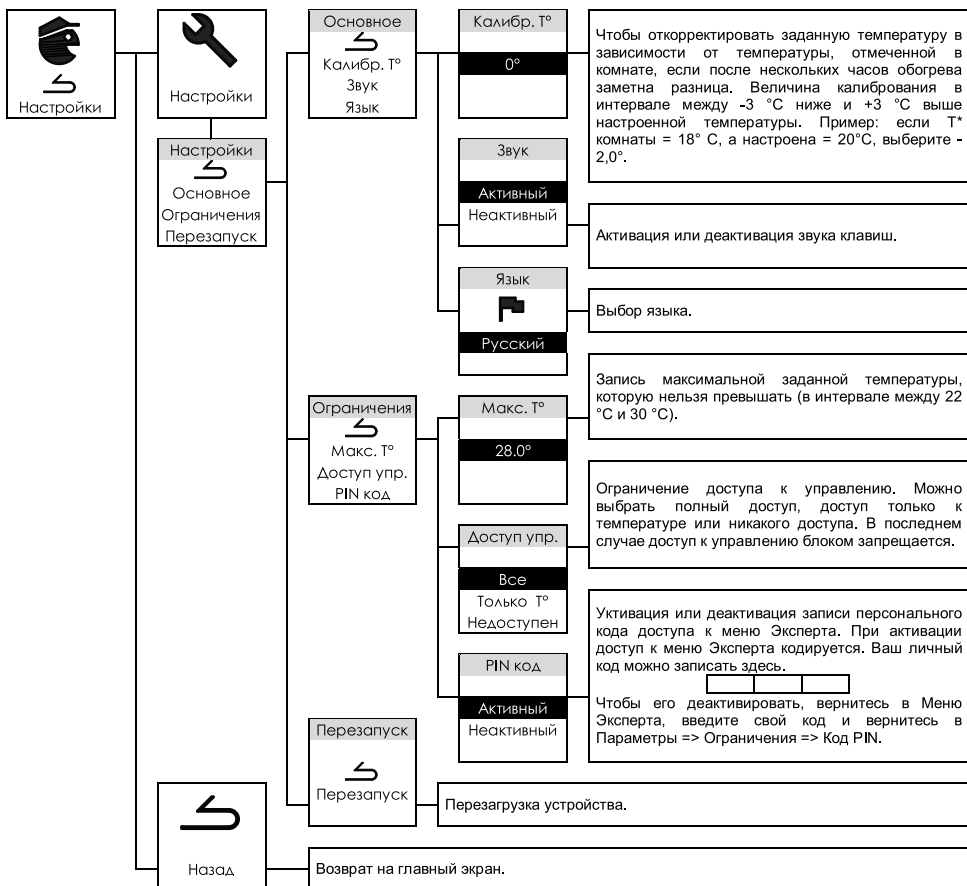 Настройки
Настройки
Настройки
Основное
Ограничения
Перезапуск
Основное
Калибр. T°
Звук
Язык
Калибр. T°
0°
Чтобы откорректировать заданную температуру в
зависимости от температуры, отмеченной в
комнате, если после нескольких часов обогрева
заметна разница. Величина калибрования в
интервале между -3 °C ниже и +3 °C выше
настроенной температуры. Пример: если T*
комнаты = 18° C, а настроена = 20°C, выберите -
2,0°.
Звук
Активный
Неактивный
Активация или деактивация звука клавиш.
Язык
Русский
Выбор языка.
Ограничения
Макс. T°
Доступ упр.
PIN код
Макс. T°
28.0°
Запись максимальной заданной температуры,
которую нельзя превышать (в интервале между 22
°C и 30 °C).
Доступ упр.
Все
Только T°
Недоступен
Ограничение доступа к управлению. Можно
выбрать полный доступ, доступ только к
температуре или никакого доступа. В последнем
случае доступ к управлению блоком запрещается.
PIN код
Активный
Неактивный
Уктивация или деактивация записи персонального
кода доступа к меню Эксперта. При активации
доступ к меню Эксперта кодируется. Ваш личный
код можно записать здесь.
Чтобы его деактивировать, вернитесь в Меню
Эксперта, введите свой код и вернитесь в
Параметры => Ограничения => Код PIN.
Перезапуск
Перезапуск
Перезагрузка устройства.
Назад
Возврат на главный экран.